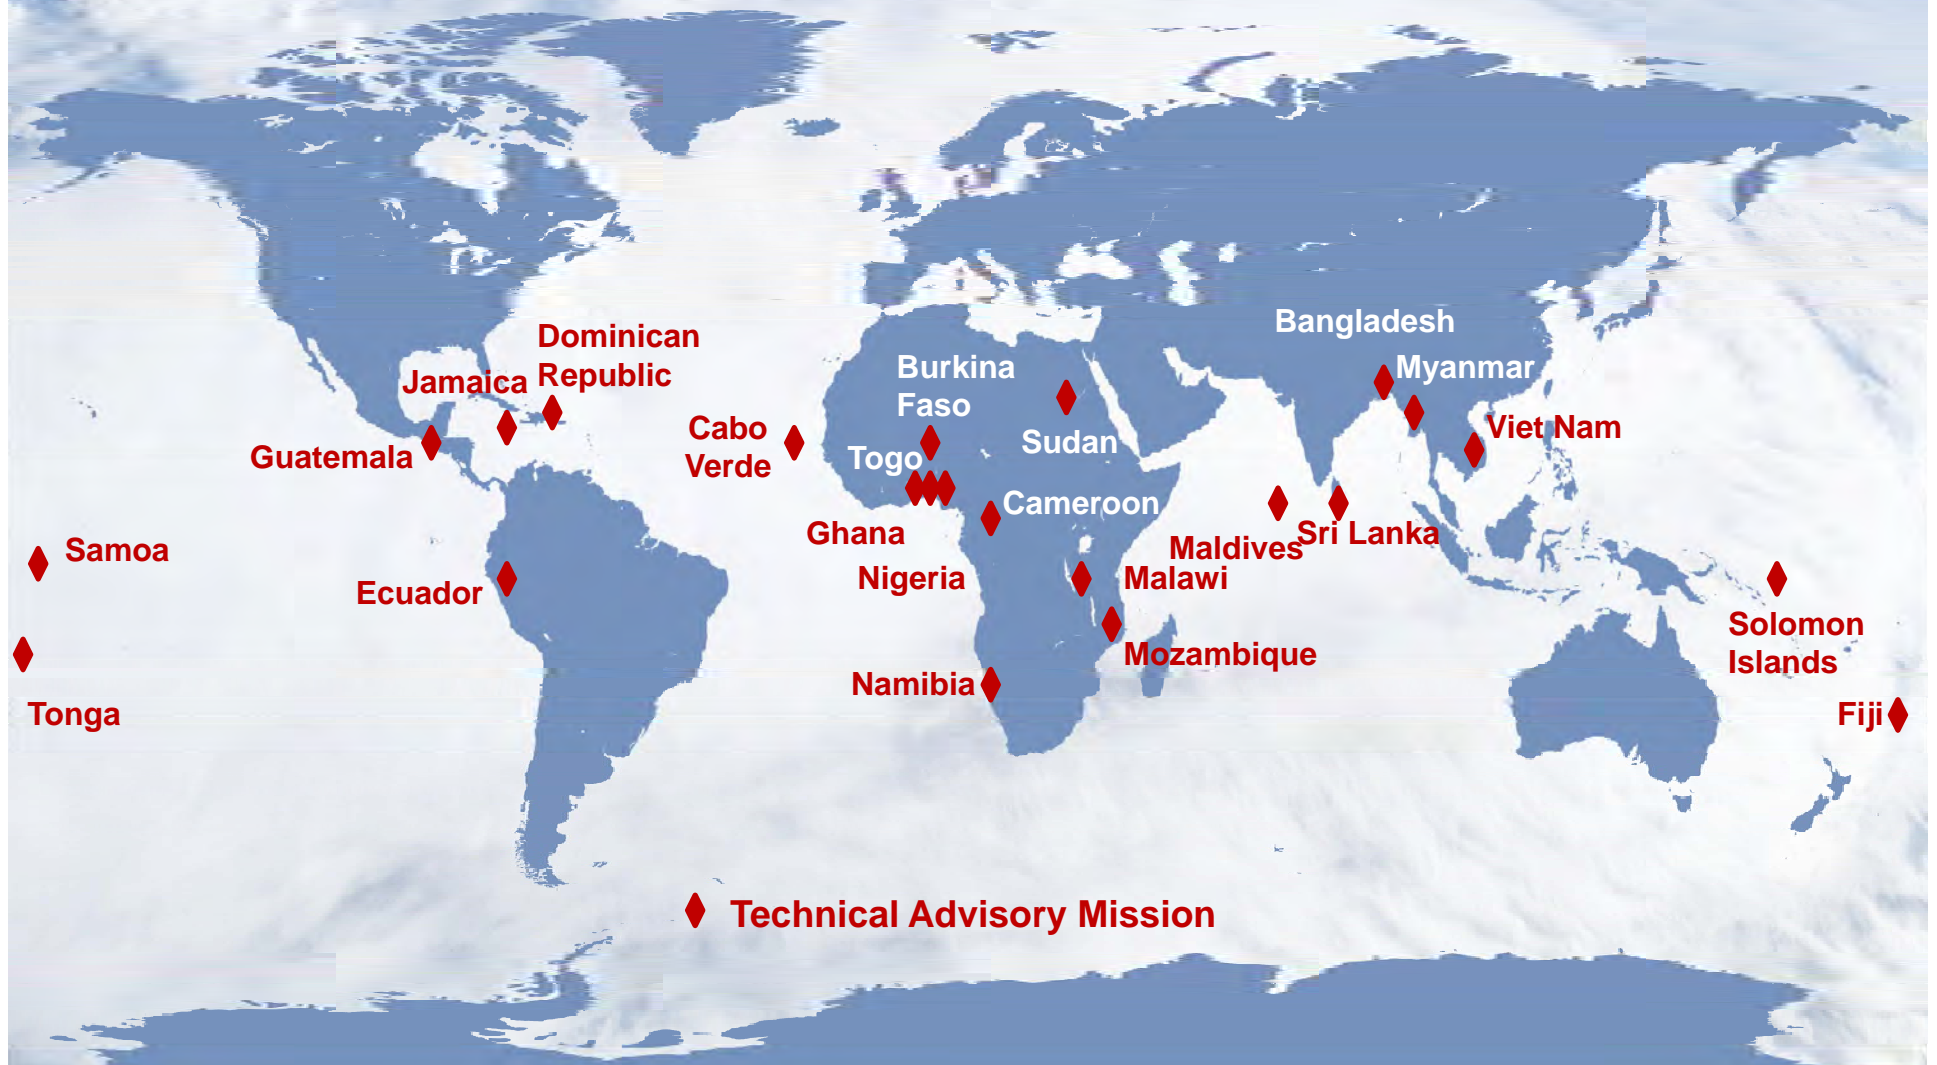 Bangladesh
Dominican
Republic
Burkina
Faso
Myanmar
Jamaica
Cabo
Verde
Viet Nam
Sudan
Guatemala
Togo
Cameroon
Ghana
Sri Lanka
Maldives
Samoa
Ecuador
Nigeria
Malawi
Solomon
Islands
Mozambique
Namibia
Tonga
Fiji
Technical Advisory Mission